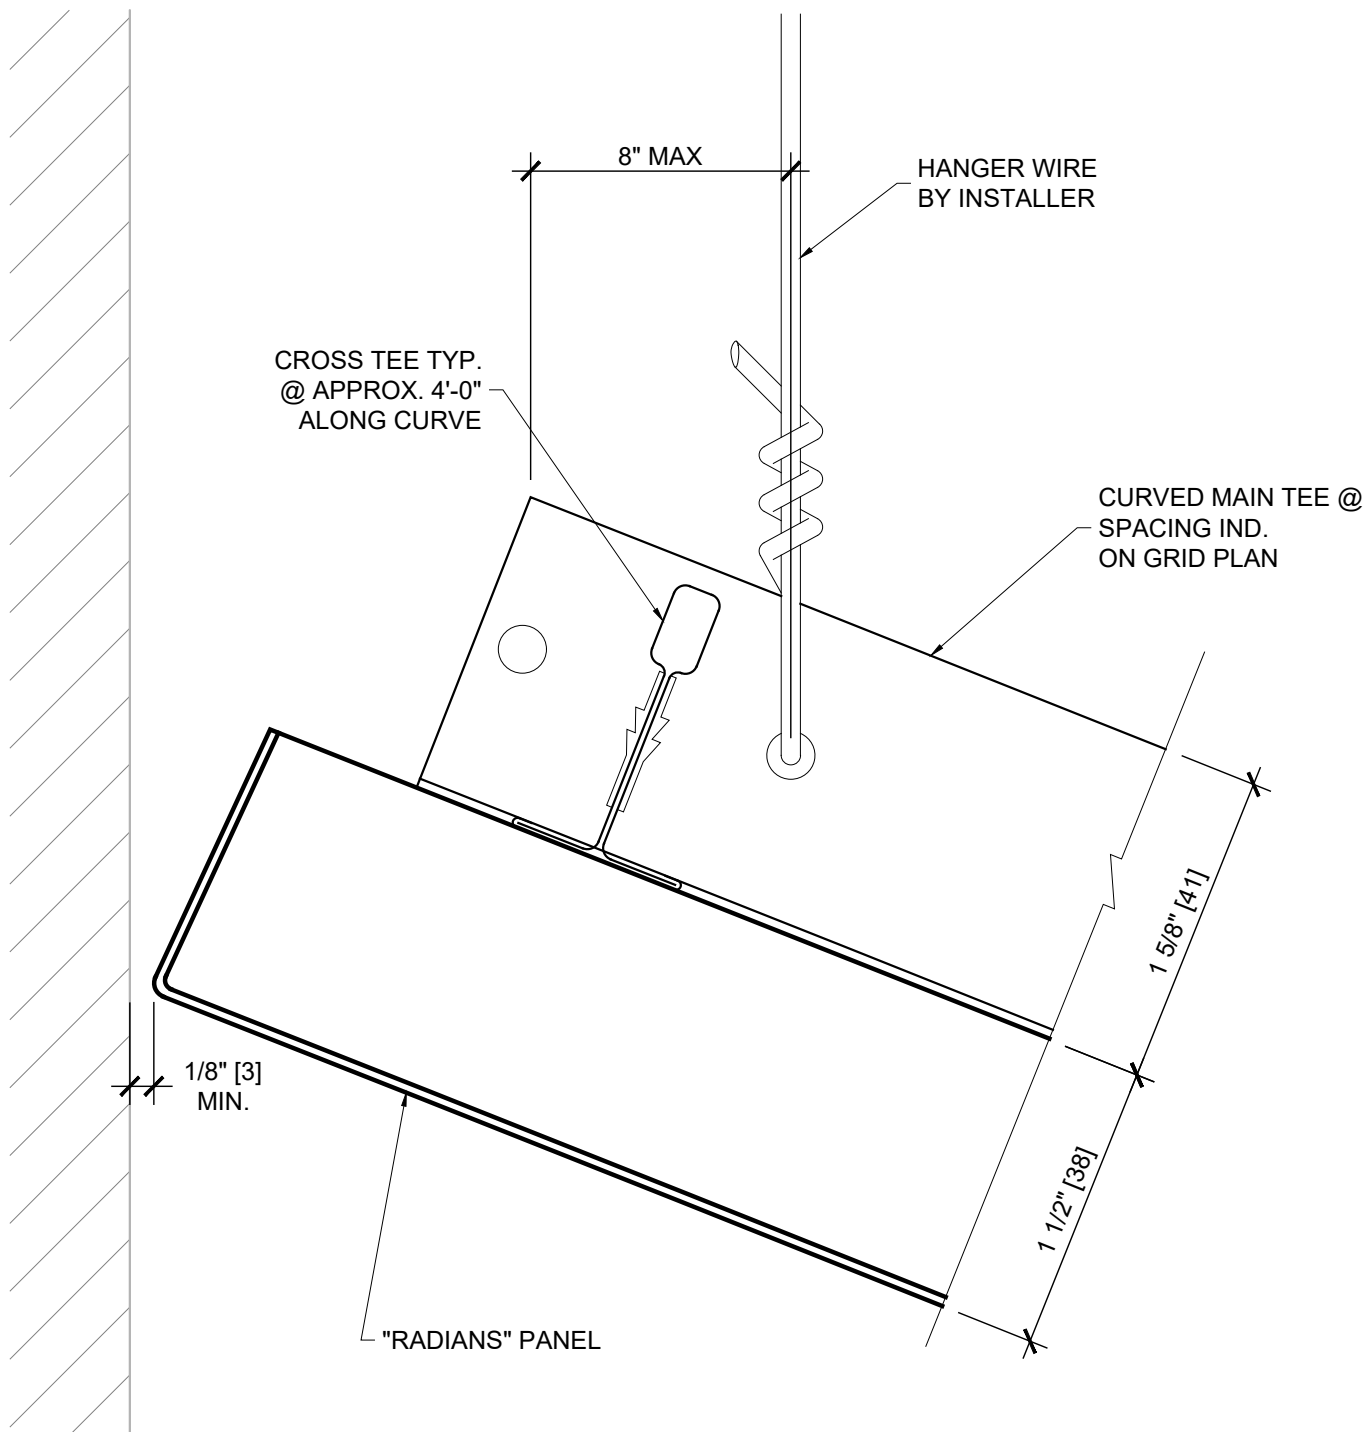 8" MAX
HANGER WIRE
BY INSTALLER
CROSS TEE TYP.
@ APPROX. 4'-0"
ALONG CURVE
CURVED MAIN TEE @
SPACING IND.
ON GRID PLAN
1 5/8" [41]
1/8" [3]
MIN.
1 1/2" [38]
"RADIANS" PANEL